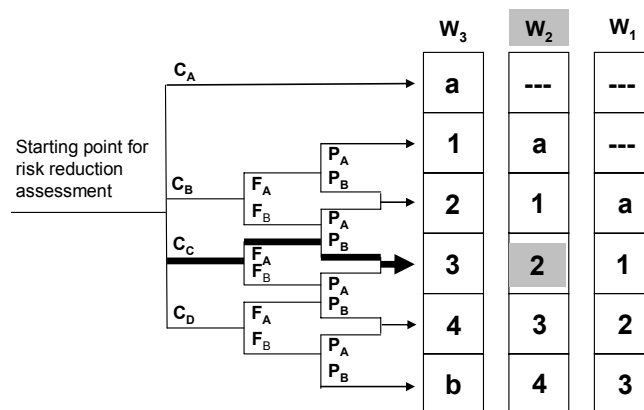 W3 W2 W1
CA
a --- ---
Starting point for
risk reduction
assessment
PA
1 a ---
PB
CB
FA
2 1 a
FB
PA
PB
CC
FA
3 2 1
FB
PA
PB
CD
FA
4 3 2
FB
PA
PB
b 4 3